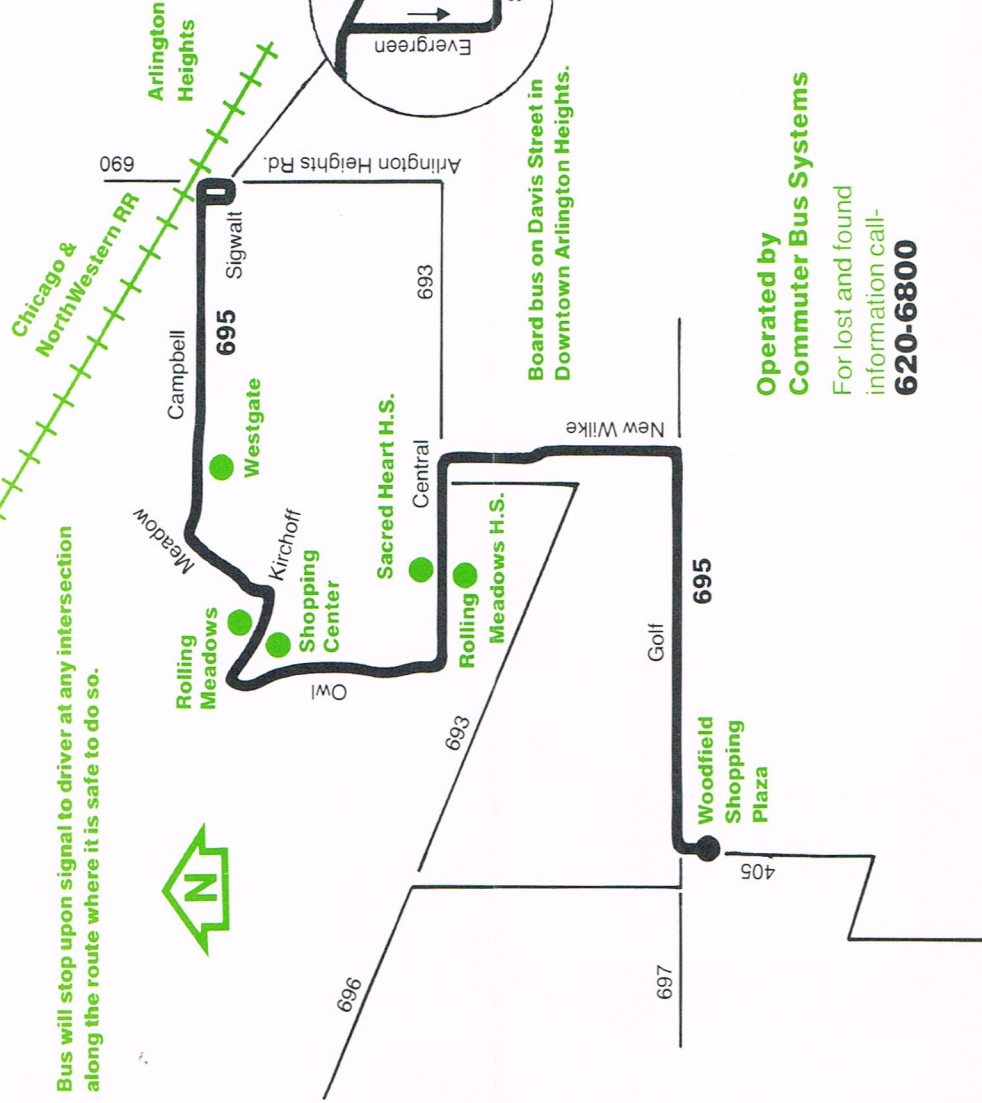 Bus will stop upon signal to driver at any intersection
along the route where it is safe to do so.
N
Chicago &
NorthWestern RR
Arlington
Heights
690
Evergreen
Campbell
695
Sigwalt
Arlington Heights Rd.
Meadow
Westgate
Kirchoff
Rolling
Meadows
Shopping
Center
Owl
693
Sacred Heart H.S.
Central
Rolling
Meadows H.S.
693
696
New Wilke
Golf
695
Woodfield
Shopping
Plaza
405
697
Board bus on Davis Street in
Downtown Arlington Heights.
Operated by
Commuter Bus Systems
For lost and found
information call-
620-6800